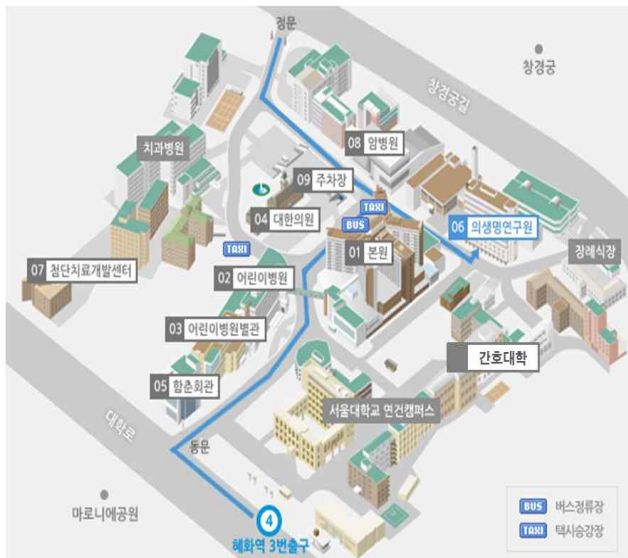 정문
창경궁
창경궁길
08 암병원
치과병원
09 주차장
TAXI
BUS
04 대한의원
06 의생명연구원
TAXI
01 본원
장례식장
07 첨단치료개발센터
02 어린이병원
03 어린이병원별관
간호대학
05 함춘회관
서울대학교 연건캠퍼스
대학로
동문
마로니에공원
4
혜화역 3번출구
BUS 버스정류장
TAXI 택시승강장